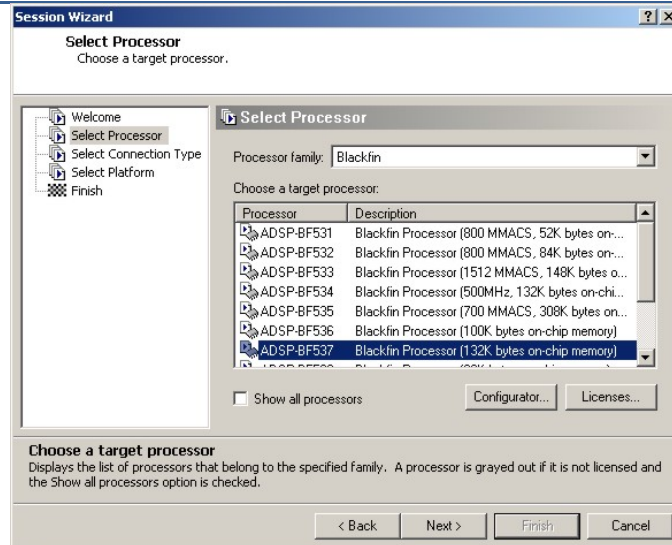 Session Wizard
Select Processor
Choose a target processor.
Welcome
Select Processor
Select Connection Type
Select Platform
Finish
Select Processor
Processor family: Blackfin
Choose a target processor:
Processor Description
ADSP-BF531 Blackfin Processor (800 MMACS, 52K bytes on-...
ADSP-BF532 Blackfin Processor (800 MMACS, 84K bytes on-...
ADSP-BF533 Blackfin Processor (1512 MMACS, 148K bytes o...
ADSP-BF534 Blackfin Processor (500MHz, 132K bytes on-chi...
ADSP-BF535 Blackfin Processor (700 MMACS, 308K bytes on...
ADSP-BF536 Blackfin Processor (100K bytes on-chip memory)
ADSP-BF537 Blackfin Processor (132K bytes on-chip memory)
Show all processors Configurator... Licenses...
Choose a target processor
Displays the list of processors that belong to the specified family. A processor is grayed out if it is not licensed and
the Show all processors option is checked.
< Back Next > Finish Cancel